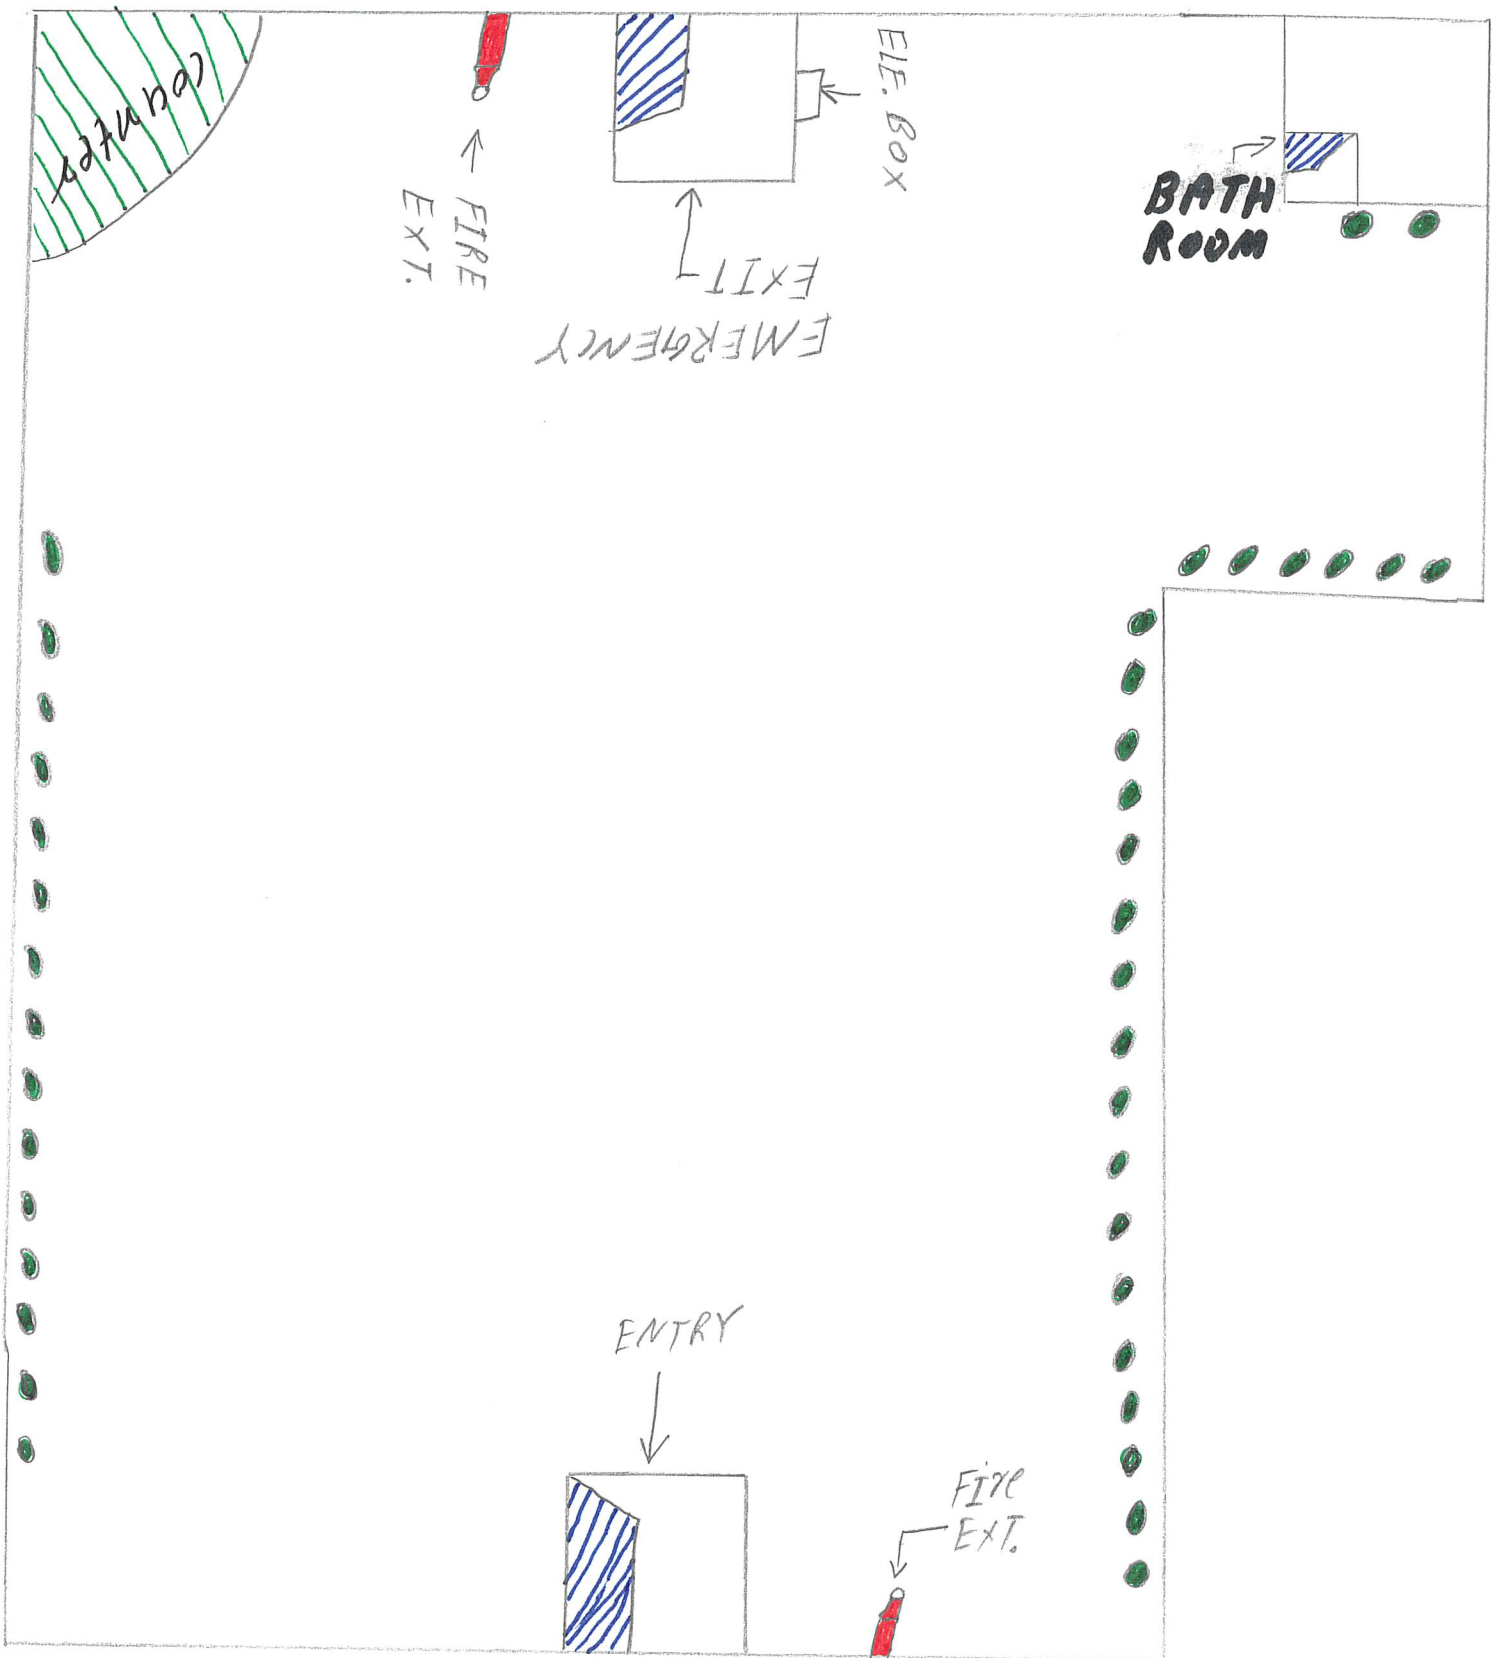 counter
FIRE
EXT.
EMERGENCY
EXIT
ELE. BOX
BATH
ROOM
ENTRY
Fire
EXT.